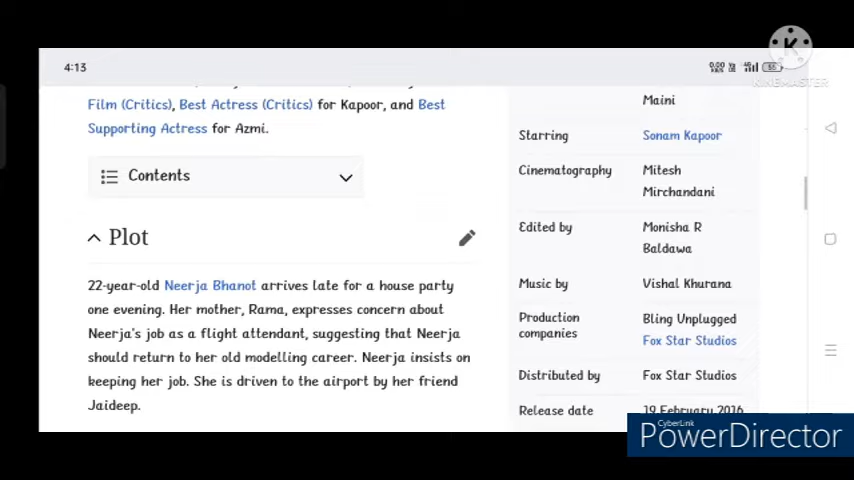 4:13
KINEMASTER
Film (Critics), Best Actress (Critics) for Kapoor, and Best
Supporting Actress for Azmi.
Contents
Plot
22-year-old Neerja Bhanot arrives late for a house party
one evening. Her mother, Rama, expresses concern about
Neerja's job as a flight attendant, suggesting that Neerja
should return to her old modelling career. Neerja insists on
keeping her job. She is driven to the airport by her friend
Jaideep.
Maini
Starring Sonam Kapoor
Cinematography Mitesh
Mirchandani
Edited by Monisha R
Baldawa
Music by Vishal Khurana
Production Bling Unplugged
companies Fox Star Studios
Distributed by Fox Star Studios
Release date 19 February 2016
CyberLink
PowerDirector